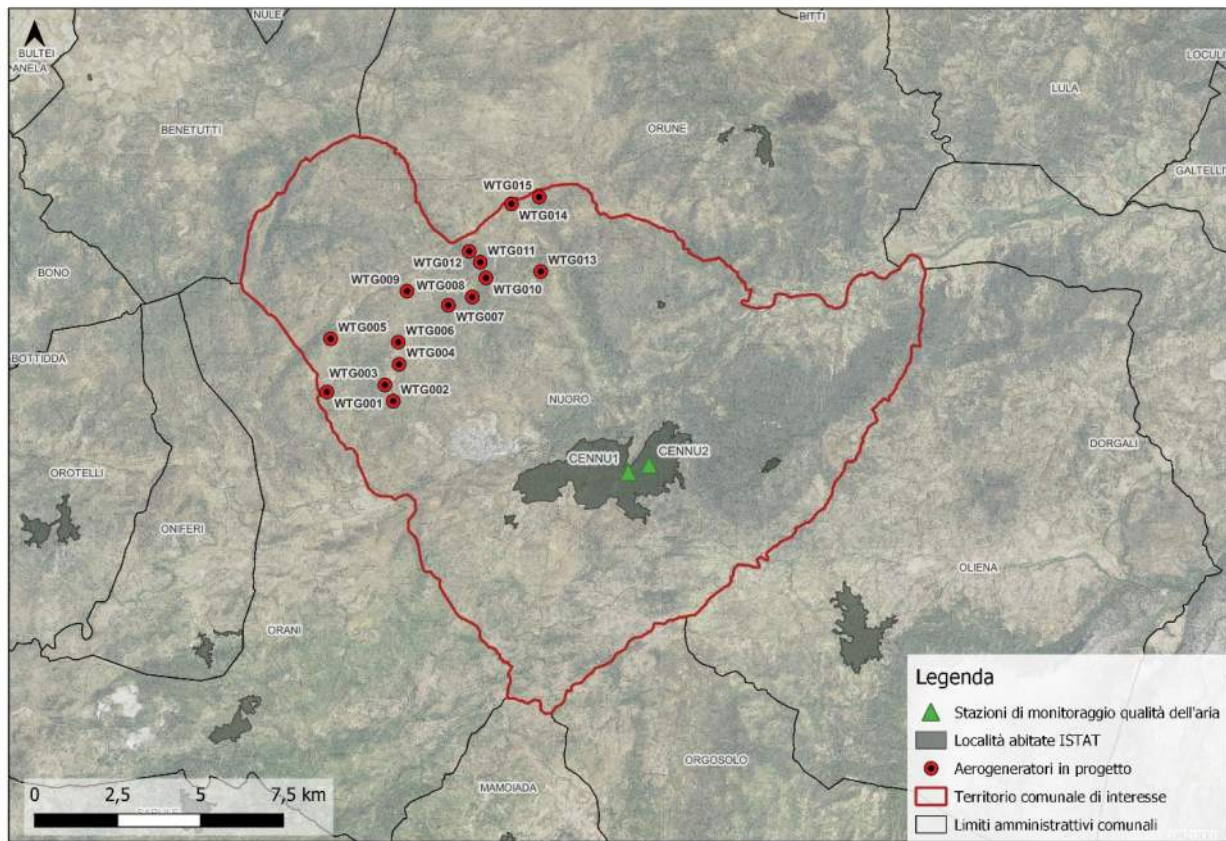 NULE
BITTI
BULTEI
ANELA
LOCULI
LULA
BENETUTTI
ORUNE
GALTELLI
WTG015
WTG014
BONO
WTG011
WTG012
WTG013
WTG009
WTG008
WTG010
DORGALI
WTG007
WTG005
WTG006
BOTTIDDA
WTG004
WTG003
WTG002
WTG001
NUORO
CENNU1
CENNU2
DORGALI
OROTELLI
ONIFERI
OLIENA
ORANI
Legenda
Stazioni di monitoraggio qualità dell'aria
Località abitate ISTAT
Aerogeneratori in progetto
Territorio comunale di interesse
Limiti amministrativi comunali
ORGOSOLO
MAMOIADA
0 2,5 5 7,5 km
SARULE